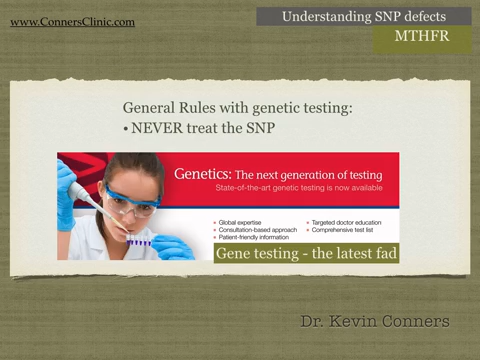 www.ConnersClinic.com
Understanding SNP defects
MTHFR
General Rules with genetic testing:
• NEVER treat the SNP
Genetics: The next generation of testing
State-of-the-art genetic testing is now available
• Global expertise
• Consultation-based approach
• Patient-friendly information
• Targeted doctor education
• Comprehensive test list
Gene testing - the latest fad
Dr. Kevin Conners